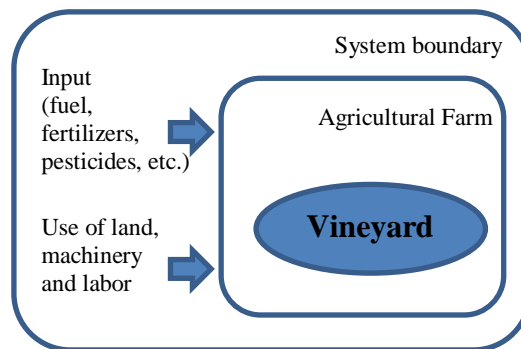 System boundary
Input
(fuel,
fertilizers,
pesticides, etc.)
Agricultural Farm
Use of land,
machinery
and labor
Vineyard